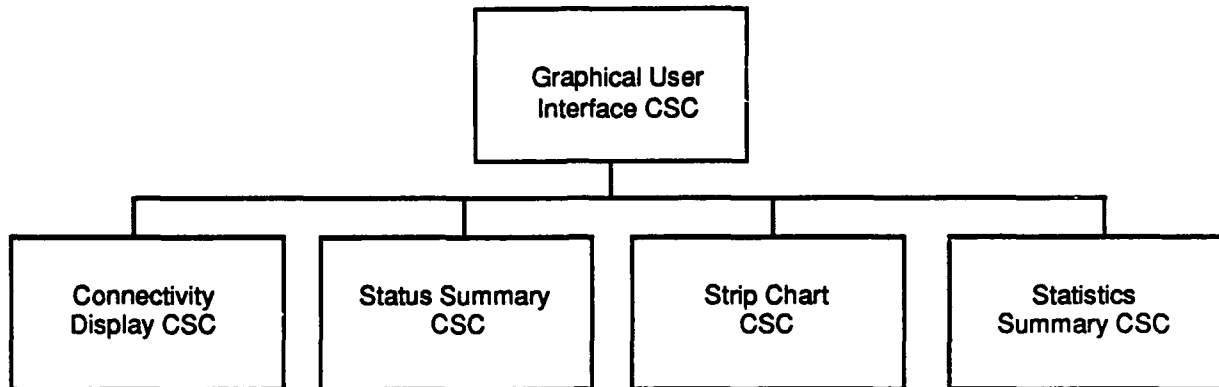 Graphical User
Interface CSC
Connectivity
Display CSC
Status Summary
CSC
Strip Chart
CSC
Statistics
Summary CSC